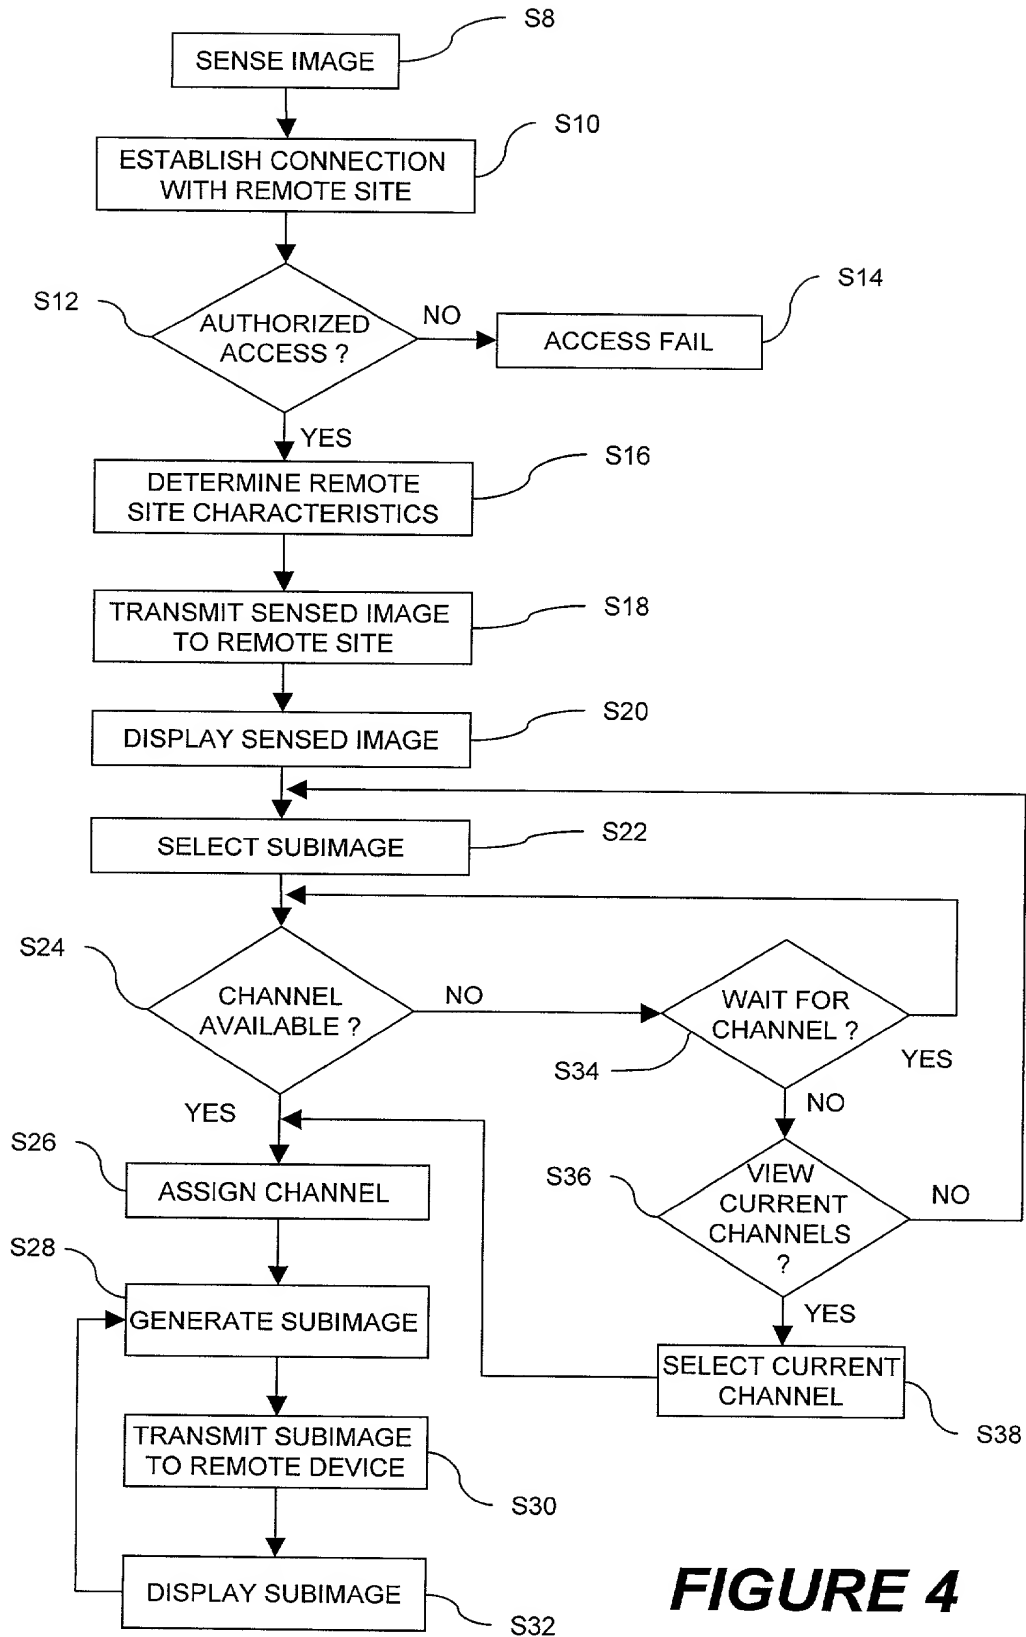 S8
SENSE IMAGE
S10
ESTABLISH CONNECTION
WITH REMOTE SITE
S12
AUTHORIZED
ACCESS ?
NO
S14
ACCESS FAIL
YES
S16
DETERMINE REMOTE
SITE CHARACTERISTICS
S18
TRANSMIT SENSED IMAGE
TO REMOTE SITE
S20
DISPLAY SENSED IMAGE
S22
SELECT SUBIMAGE
S24
CHANNEL
AVAILABLE ?
NO
WAIT FOR
CHANNEL ?
S34
YES
NO
YES
S26
ASSIGN CHANNEL
S36
VIEW
CURRENT
CHANNELS
?
NO
YES
S28
GENERATE SUBIMAGE
SELECT CURRENT
CHANNEL
S38
TRANSMIT SUBIMAGE
TO REMOTE DEVICE
S30
DISPLAY SUBIMAGE
S32
FIGURE 4